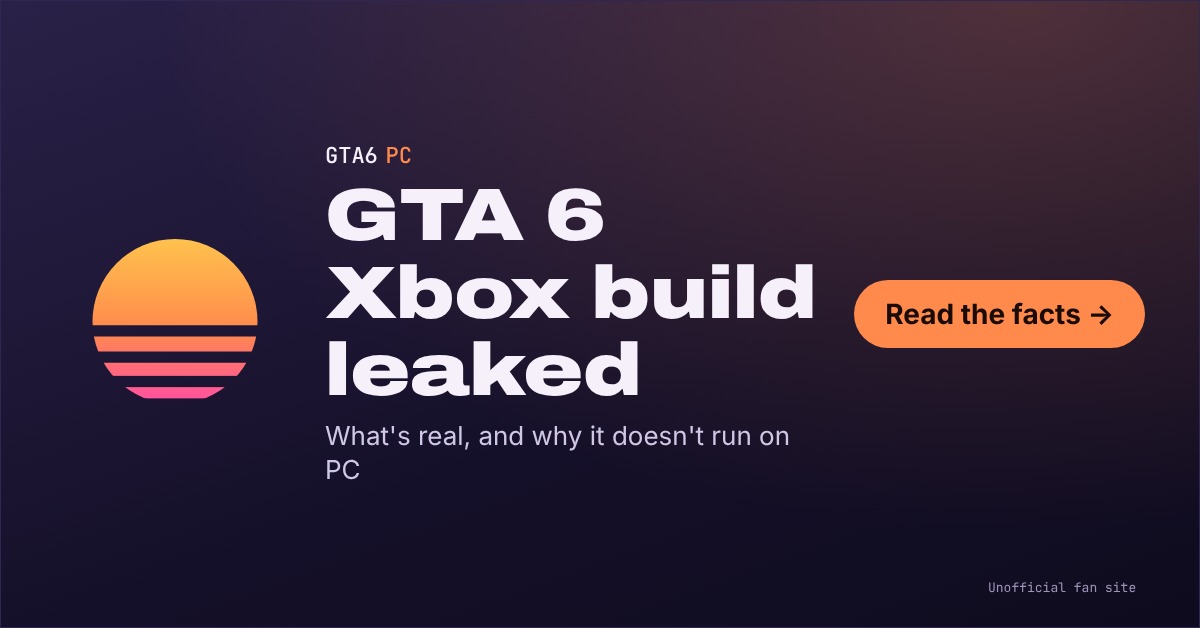 GTA6 PC
GTA 6
Xbox build
leaked
Read the facts →
What's real, and why it doesn't run on
PC
Unofficial fan site